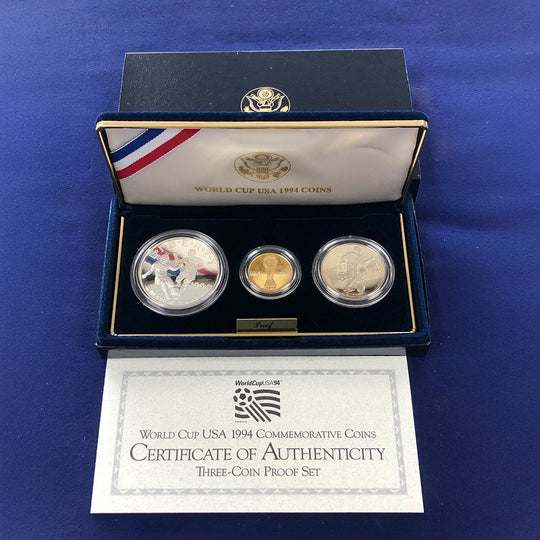 WORLD CUP USA 1994 COINS
LIBERTY
Proof
WorldCupUSA94
WORLD CUP USA 1994 COMMEMORATIVE COINS
CERTIFICATE OF AUTHENTICITY
THREE-COIN PROOF SET